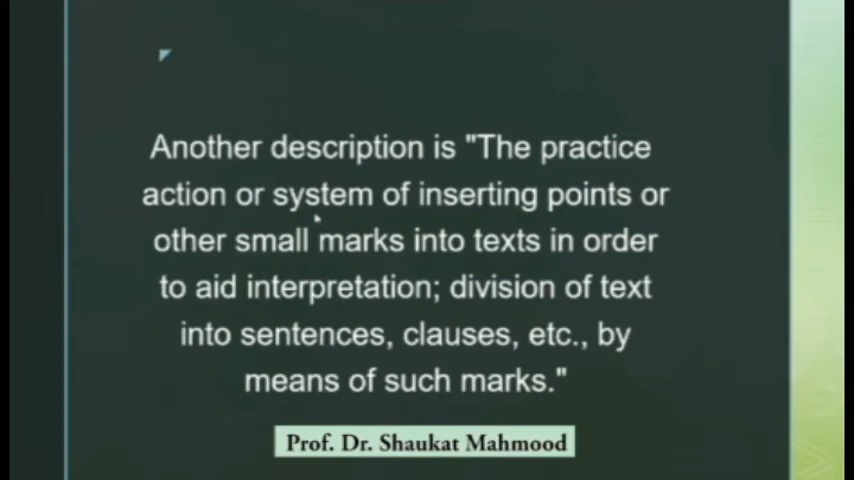 Another description is "The practice
action or system of inserting points or
other small marks into texts in order
to aid interpretation; division of text
into sentences, clauses, etc., by
means of such marks."
Prof. Dr. Shaukat Mahmood